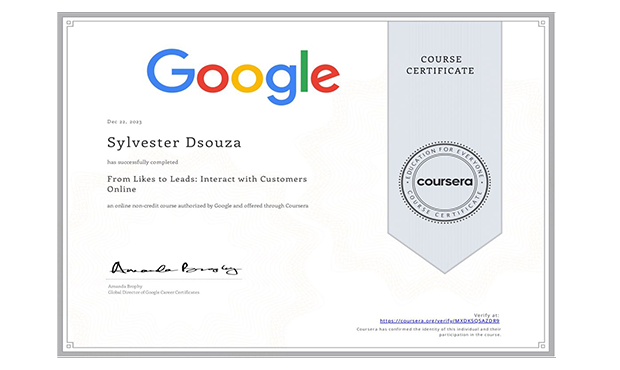 Google
COURSE
CERTIFICATE
Dec 22, 2023
Sylvester Dsouza
has successfully completed
From Likes to Leads: Interact with Customers
Online
an online non-credit course authorized by Google and offered through Coursera
EDUCATION FOR EVERYONE
coursera
COURSE CERTIFICATE
Amanda Brophy
Amanda Brophy
Global Director of Google Career Certificates
Verify at:
https://coursera.org/verify/MXDKSQSAZDR9
Coursera has confirmed the identity of this individual and their
participation in the course.